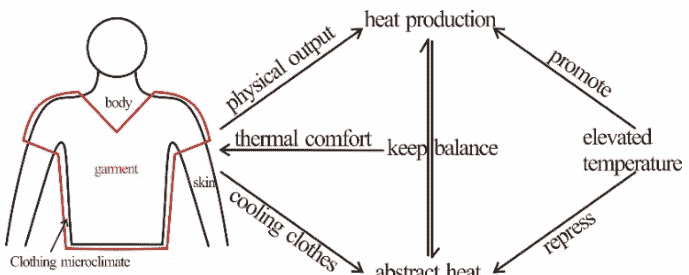 heat production
physical output
promote
body
thermal comfort
keep balance
elevated
temperature
garment
skin
cooling clothes
repress
Clothing microclimate
abstract heat